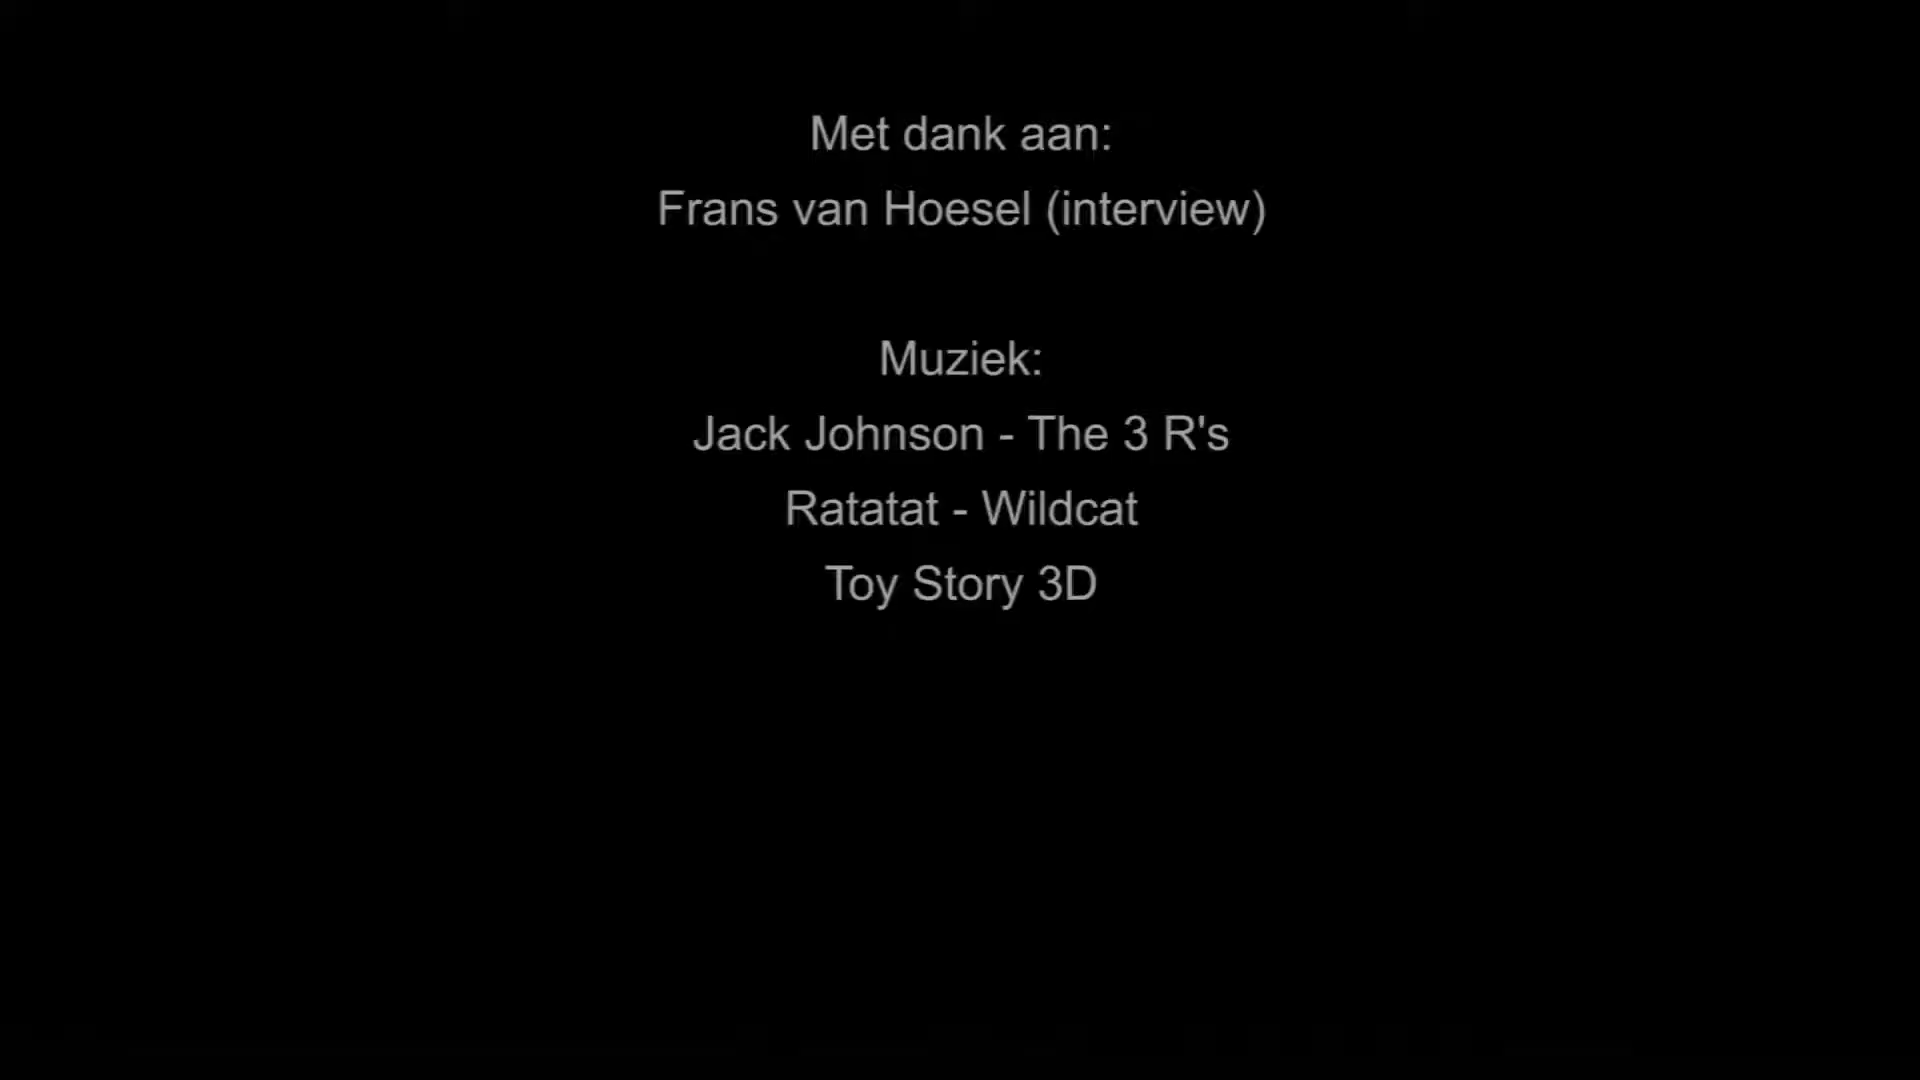 Met dank aan:
Frans van Hoesel (interview)
Muziek:
Jack Johnson - The 3 R's
Ratatat - Wildcat
Toy Story 3D